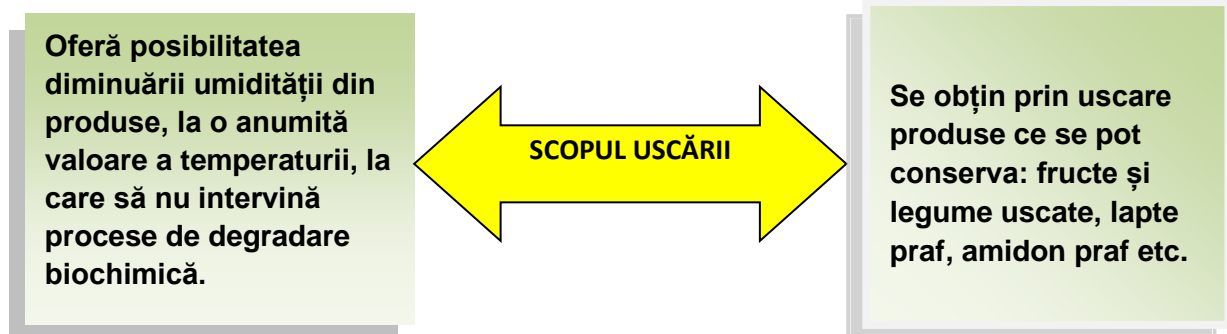 Oferă posibilitatea
diminuării umidității din
produse, la o anumită
valoare a temperaturii, la
care să nu intervină
procese de degradare
biochimică.
SCOPUL USCĂRII
Se obțin prin uscare
produse ce se pot
conserva: fructe și
legume uscate, lapte
praf, amidon praf etc.